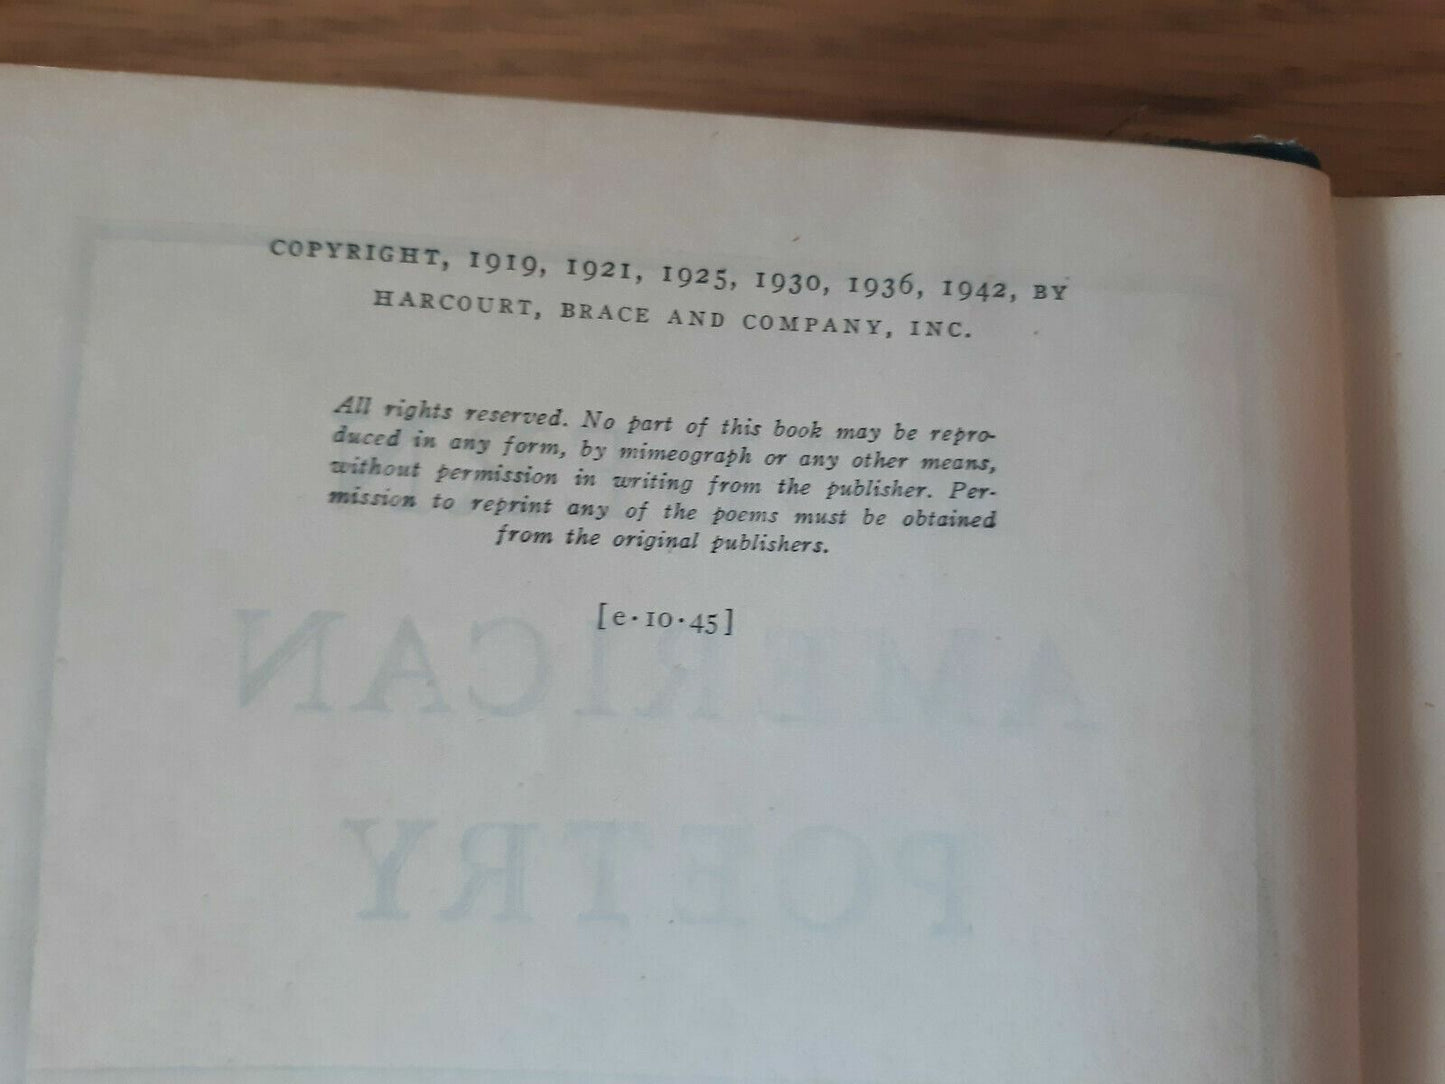 COPYRIGHT, 1919, 1921, 1925, 1930, 1936, 1942, BY
HARCOURT, BRACE AND COMPANY, INC.
All rights reserved. No part of this book may be repro-
duced in any form, by mimeograph or any other means,
without permission in writing from the publisher. Per-
mission to reprint any of the poems must be obtained
from the original publishers.
[e·10·45]
AMERICAN
POETRY